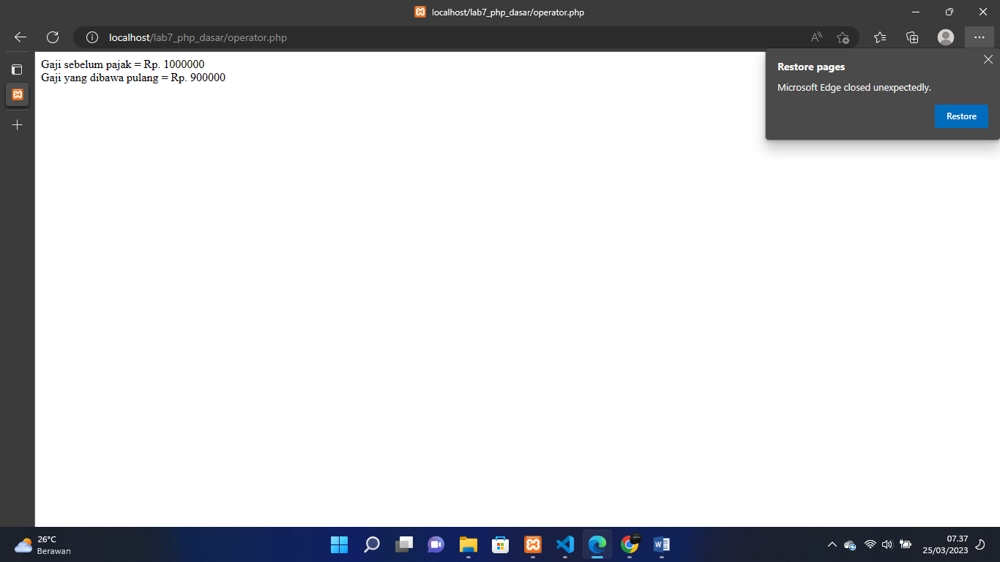 localhost/lab7_php_dasar/operator.php
localhost/lab7_php_dasar/operator.php
Gaji sebelum pajak = Rp. 1000000
Gaji yang dibawa pulang = Rp. 900000
Restore pages
Microsoft Edge closed unexpectedly.
Restore
26°C
Berawan
07.37
25/03/2023